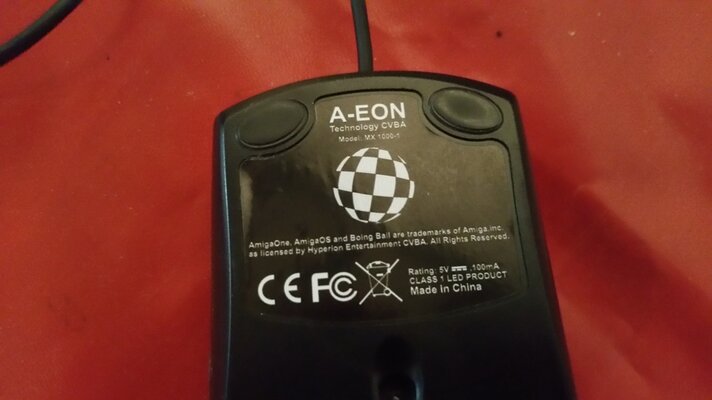 A-EON
Technology CVBA
Model: MX 1000-1
AmigaOne, AmigaOS and Boing Ball are trademarks of Amiga,inc.
as licensed by Hyperion Entertainment CVBA. All Rights Reserved.
CE FC Rating: 5V ,100mA
CLASS 1 LED PRODUCT
Made in China